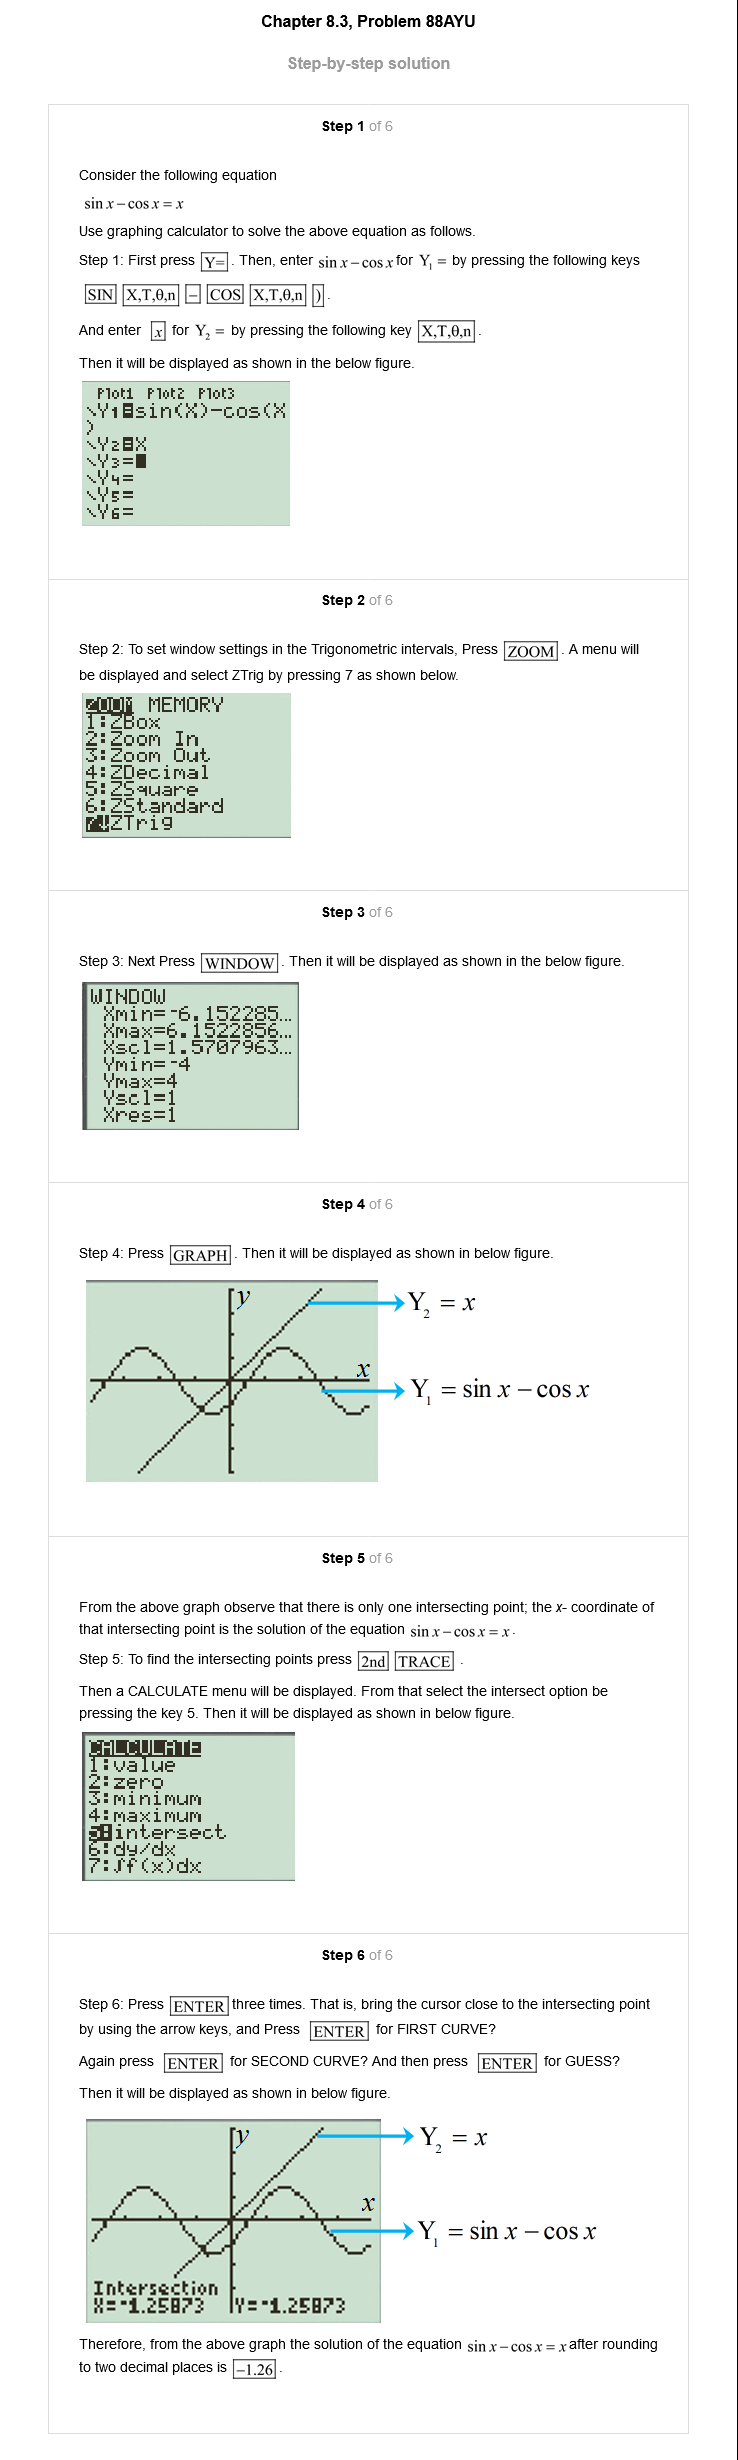 Chapter 8.3, Problem 88AYU
Step-by-step solution
Step 1 of 6
Consider the following equation
sin x – cos x = x
Use graphing calculator to solve the above equation as follows.
Step 1: First press Y= . Then, enter sin x – cos x for Y₁ = by pressing the following keys
SIN X,T,θ,n – COS X,T,θ,n ) .
And enter x for Y₂ = by pressing the following key X,T,θ,n .
Then it will be displayed as shown in the below figure.
Plot1 Plot2 Plot3
\Y₁=sin(X)-cos(X
)
\Y₂=X
\Y₃=
\Y₄=
\Y₅=
\Y₆=
Step 2 of 6
Step 2: To set window settings in the Trigonometric intervals, Press ZOOM . A menu will
be displayed and select ZTrig by pressing 7 as shown below.
ZOOM MEMORY
1:ZBox
2:Zoom In
3:Zoom Out
4:ZDecimal
5:ZSquare
6:ZStandard
7↓ZTrig
Step 3 of 6
Step 3: Next Press WINDOW . Then it will be displayed as shown in the below figure.
WINDOW
Xmin=-6.152285...
Xmax=6.1522856...
Xscl=1.5707963...
Ymin=-4
Ymax=4
Yscl=1
Xres=1
Step 4 of 6
Step 4: Press GRAPH . Then it will be displayed as shown in below figure.
y
Y₂ = x
x
Y₁ = sin x – cos x
Step 5 of 6
From the above graph observe that there is only one intersecting point; the x- coordinate of
that intersecting point is the solution of the equation sin x – cos x = x .
Step 5: To find the intersecting points press 2nd TRACE .
Then a CALCULATE menu will be displayed. From that select the intersect option be
pressing the key 5. Then it will be displayed as shown in below figure.
CALCULATE
1:value
2:zero
3:minimum
4:maximum
5:intersect
6:dy/dx
7:∫f(x)dx
Step 6 of 6
Step 6: Press ENTER three times. That is, bring the cursor close to the intersecting point
by using the arrow keys, and Press ENTER for FIRST CURVE?
Again press ENTER for SECOND CURVE? And then press ENTER for GUESS?
Then it will be displayed as shown in below figure.
y
Y₂ = x
x
Y₁ = sin x – cos x
Intersection
X=-1.25873 Y=-1.25873
Therefore, from the above graph the solution of the equation sin x – cos x = x after rounding
to two decimal places is –1.26 .